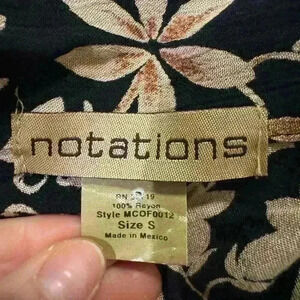 notations
RN
100% Rayon
Style MCOF0012
Size S
Made in Mexico